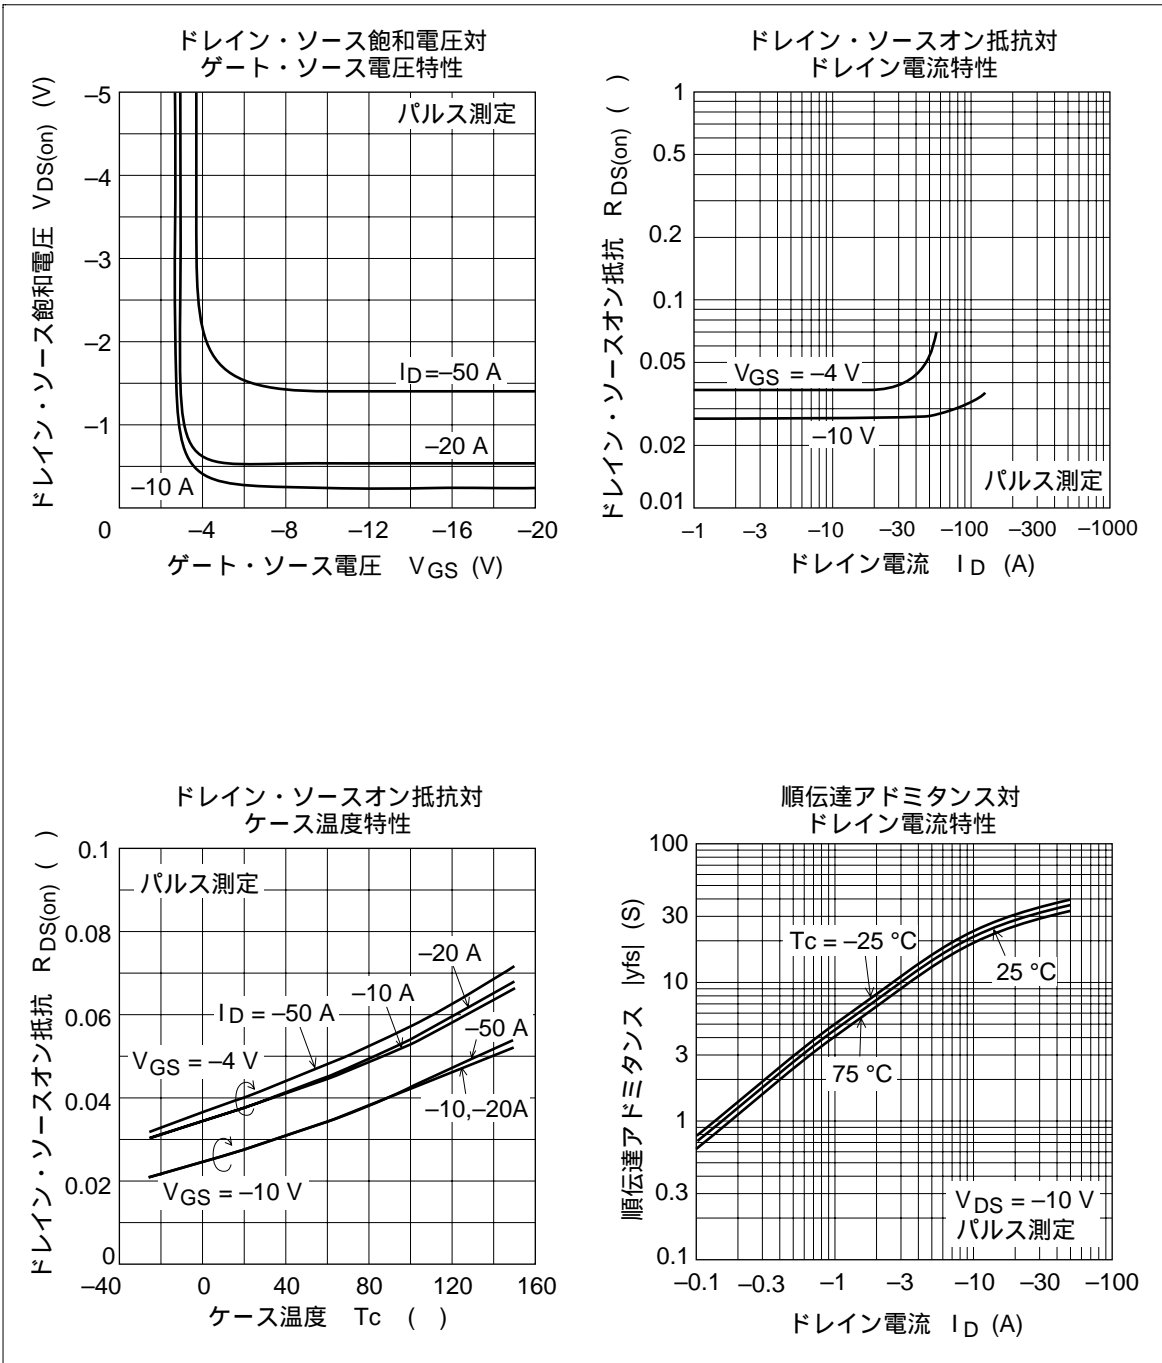 ドレイン・ソース飽和電圧対
ゲート・ソース電圧特性
ドレイン・ソース飽和電圧 VDS(on) (V)
–5
–4
–3
–2
–1
0
パルス測定
ID=–50 A
–20 A
–10 A
–4
–8
–12
–16
–20
ゲート・ソース電圧 VGS (V)
ドレイン・ソースオン抵抗対
ドレイン電流特性
ドレイン・ソースオン抵抗 RDS(on) ( )
1
0.5
0.2
0.1
0.05
0.02
0.01
VGS = –4 V
–10 V
パルス測定
–1
–3
–10
–30
–100
–300
–1000
ドレイン電流 ID (A)
ドレイン・ソースオン抵抗対
ケース温度特性
ドレイン・ソースオン抵抗 RDS(on) ( )
0.1
0.08
0.06
0.04
0.02
0
パルス測定
–20 A
–10 A
ID = –50 A
–50 A
VGS = –4 V
–10,–20A
VGS = –10 V
–40
0
40
80
120
160
ケース温度 Tc ( )
順伝達アドミタンス対
ドレイン電流特性
順伝達アドミタンス |yfs| (S)
100
30
10
3
1
0.3
0.1
Tc = –25 °C
25 °C
75 °C
VDS = –10 V
パルス測定
–0.1
–0.3
–1
–3
–10
–30
–100
ドレイン電流 ID (A)